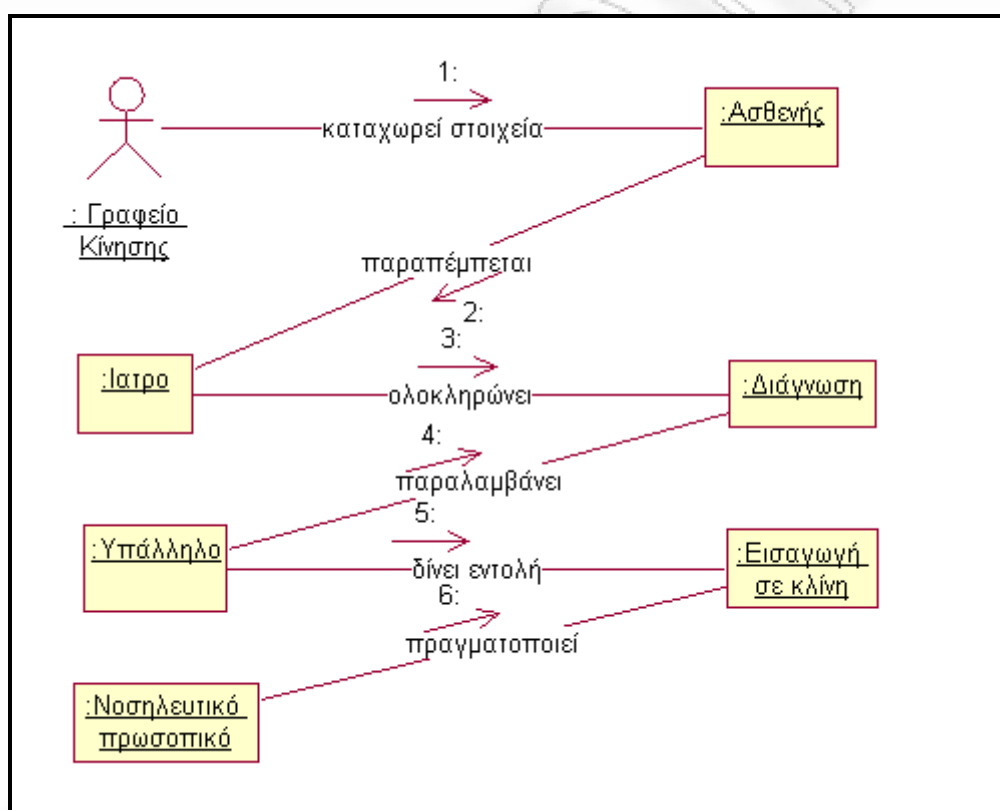 1:
καταχωρεί στοιχεία
:Ασθενής
: Γραφείο
Κίνησης
παραπέμπεται
2:
3:
:Ιατρο
ολοκληρώνει
:Διάγνωση
4:
παραλαμβάνει
5:
:Υπάλληλο
δίνει εντολή
:Εισαγωγή
σε κλίνη
6:
πραγματοποιεί
:Νοσηλευτικό
πρωσοπικό